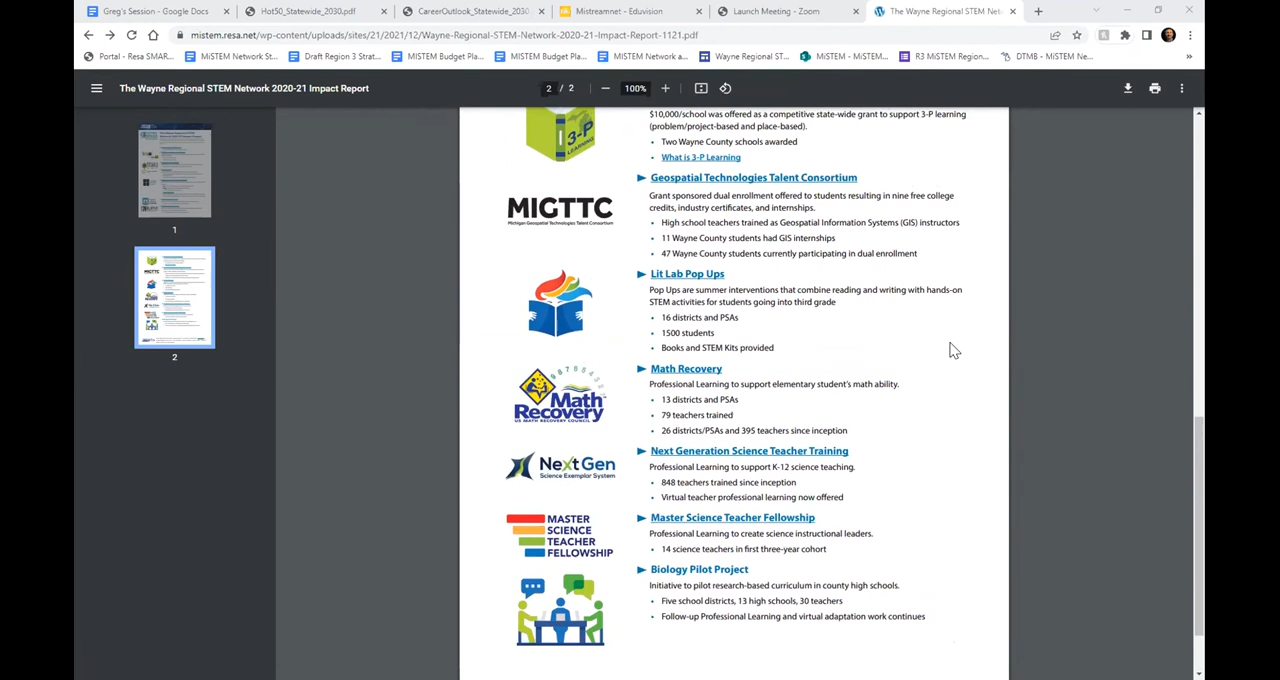 Greg's Session - Google Docs
Hot50_Statewide_2030.pdf
CareerOutlook_Statewide_2030
Mistreamnet - Eduvision
Launch Meeting - Zoom
The Wayne Regional STEM Net
mistem.resa.net/wp-content/uploads/sites/21/2021/12/Wayne-Regional-STEM-Network-2020-21-Impact-Report-1121.pdf
Portal - Resa SMAR...
MiSTEM Network St...
Draft Region 3 Strat...
MiSTEM Budget Pla...
MiSTEM Budget Pla...
MiSTEM Network a...
Wayne Regional ST...
MiSTEM - MiSTEM...
R3 MiSTEM Region...
DTMB - MiSTEM Ne...
The Wayne Regional STEM Network 2020-21 Impact Report
2 / 2
100%
1
2
3-P
LEARNING
$10,000/school was offered as a competitive state-wide grant to support 3-P learning
(problem/project-based and place-based).
• Two Wayne County schools awarded
• What is 3-P Learning
MIGTTC
Michigan Geospatial Technologies Talent Consortium
Geospatial Technologies Talent Consortium
Grant sponsored dual enrollment offered to students resulting in nine free college
credits, industry certificates, and internships.
• High school teachers trained as Geospatial Information Systems (GIS) instructors
• 11 Wayne County students had GIS internships
• 47 Wayne County students currently participating in dual enrollment
Lit Lab Pop Ups
Pop Ups are summer interventions that combine reading and writing with hands-on
STEM activities for students going into third grade
• 16 districts and PSAs
• 1500 students
• Books and STEM Kits provided
Math
Recovery
US MATH RECOVERY COUNCIL
Math Recovery
Professional Learning to support elementary student's math ability.
• 13 districts and PSAs
• 79 teachers trained
• 26 districts/PSAs and 395 teachers since inception
NextGen
Science Exemplar System
Next Generation Science Teacher Training
Professional Learning to support K-12 science teaching.
• 848 teachers trained since inception
• Virtual teacher professional learning now offered
MASTER
SCIENCE
TEACHER
FELLOWSHIP
Master Science Teacher Fellowship
Professional Learning to create science instructional leaders.
• 14 science teachers in first three-year cohort
Biology Pilot Project
Initiative to pilot research-based curriculum in county high schools.
• Five school districts, 13 high schools, 30 teachers
• Follow-up Professional Learning and virtual adaptation work continues